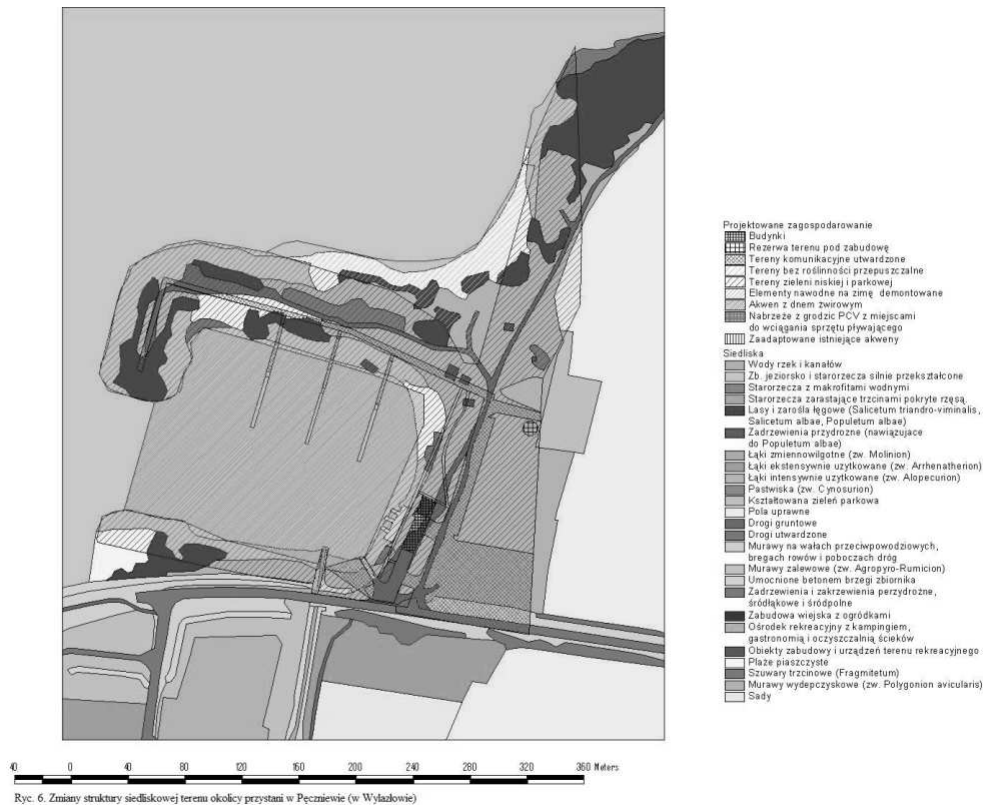 Projektowane zagospodarowanie
Budynki
Rezerwa terenu pod zabudowę
Tereny komunikacyjne utwardzone
Tereny bez roślinności przepuszczalne
Tereny zieleni niskiej i parkowej
Elementy nawodne na zimę demontowane
Akwen z dnem żwirowym
Nabrzeże z grodzic PCV z miejscami
do wciągania sprzętu pływającego
Zaadaptowane istniejące akweny
Siedliska
Wody rzek i kanałów
Zb. jeziorsko i starorzecza silnie przekształcone
Starorzecza z makrofitami wodnymi
Starorzecza zarastające trzcinami pokryte rzęsą
Lasy i zarośla łęgowe (Salicetum triandro-viminalis,
Salicetum albae, Populetum albae)
Zadrzewienia przydrożne (nawiązujace
do Populetum albae)
Łąki zmiennowilgotne (zw. Molinion)
Łąki ekstensywnie uzytkowane (zw. Arrhenatherion)
Łąki intensywnie uzytkowane (zw. Alopecurion)
Pastwiska (zw. Cynosurion)
Kształtowana zieleń parkowa
Pola uprawne
Drogi gruntowe
Drogi utwardzone
Murawy na wałach przeciwpowodziowych,
bregach rowów i poboczach dróg
Murawy zalewowe (zw. Agropyro-Rumicion)
Umocnione betonem brzegi zbiornika
Zadrzewienia i zakrzewienia perzydrożne,
śródłąkowe i śródpolne
Zabudowa wiejska z ogródkami
Ośrodek rekreacyjny z kampingiem,
gastronomią i oczyszczalnią ścieków
Obiekty zabudowy i urządzeń terenu rekreacyjnego
Plaże piaszczyste
Szuwary trzcinowe (Fragmitetum)
Murawy wydepczyskowe (zw. Polygonion avicularis)
Sady
40 0 40 80 120 160 200 240 280 320 360 Meters
Ryc. 6. Zmiany struktury siedliskowej terenu okolicy przystani w Pęczniewie (w Wylazłowie)